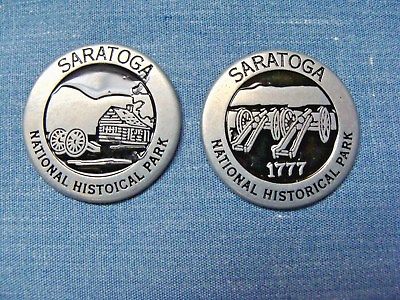 SARATOGA
NATIONAL HISTOICAL PARK
SARATOGA
1777
NATIONAL HISTORICAL PARK